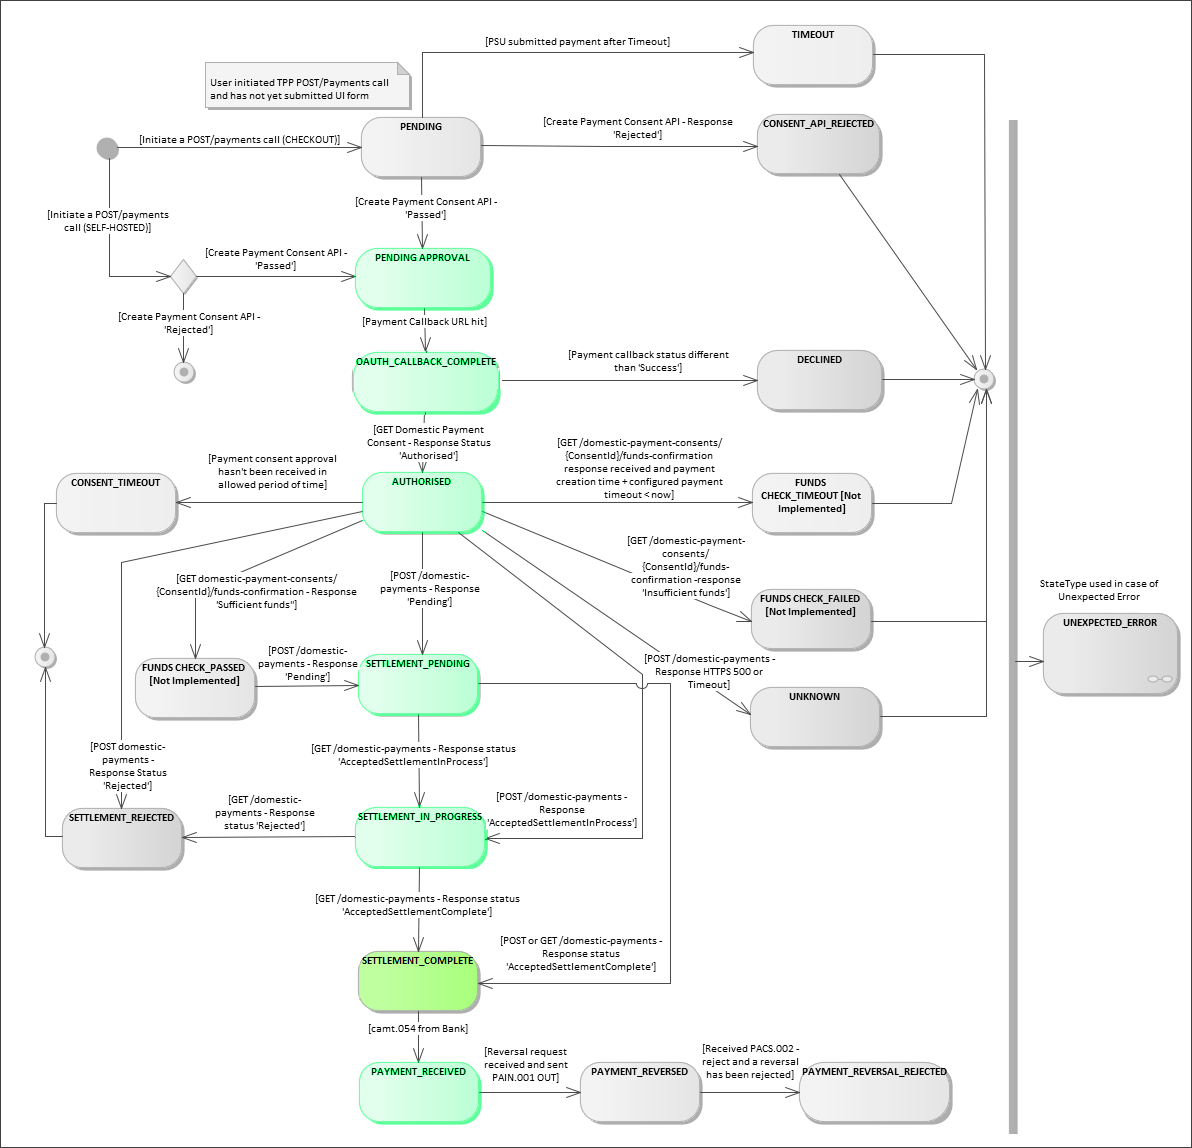 [PSU submitted payment after Timeout]
TIMEOUT
User initiated TPP POST/Payments call
and has not yet submitted UI form
PENDING
[Create Payment Consent API - Response
'Rejected']
CONSENT_API_REJECTED
[Initiate a POST/payments call (CHECKOUT)]
[Initiate a POST/payments
call (SELF-HOSTED)]
[Create Payment Consent API -
'Passed']
[Create Payment Consent API -
'Passed']
PENDING APPROVAL
[Create Payment Consent API -
'Rejected']
[Payment Callback URL hit]
OAUTH_CALLBACK_COMPLETE
[Payment callback status different
than 'Success']
DECLINED
[GET Domestic Payment
Consent - Response Status
'Authorised']
[Payment consent approval
hasn't been received in
allowed period of time]
CONSENT_TIMEOUT
AUTHORISED
[GET /domestic-payment-consents/
{ConsentId}/funds-confirmation
response received and payment
creation time + configured payment
timeout < now]
FUNDS
CHECK_TIMEOUT [Not
Implemented]
[GET domestic-payment-consents/
{ConsentId}/funds-confirmation - Response
'Sufficient funds'']
[POST /domestic-
payments - Response
'Pending']
[GET /domestic-payment-
consents/
{ConsentId}/funds-
confirmation -response
'Insufficient funds']
FUNDS CHECK_FAILED
[Not Implemented]
StateType used in case of
Unexpected Error
UNEXPECTED_ERROR
FUNDS CHECK_PASSED
[Not Implemented]
[POST /domestic-
payments - Response
'Pending']
SETTLEMENT_PENDING
[POST /domestic-payments -
Response HTTPS 500 or
Timeout]
UNKNOWN
[POST domestic-
payments -
Response Status
'Rejected']
[GET /domestic-payments - Response status
'AcceptedSettlementInProcess']
SETTLEMENT_REJECTED
[GET /domestic-
payments - Response
status 'Rejected']
SETTLEMENT_IN_PROGRESS
[POST /domestic-payments -
Response
'AcceptedSettlementInProcess']
[GET /domestic-payments - Response status
'AcceptedSettlementComplete']
SETTLEMENT_COMPLETE
[POST or GET /domestic-payments -
Response status
'AcceptedSettlementComplete']
[camt.054 from Bank]
PAYMENT_RECEIVED
[Reversal request
received and sent
PAIN.001 OUT]
PAYMENT_REVERSED
[Received PACS.002 -
reject and a reversal
has been rejected]
PAYMENT_REVERSAL_REJECTED